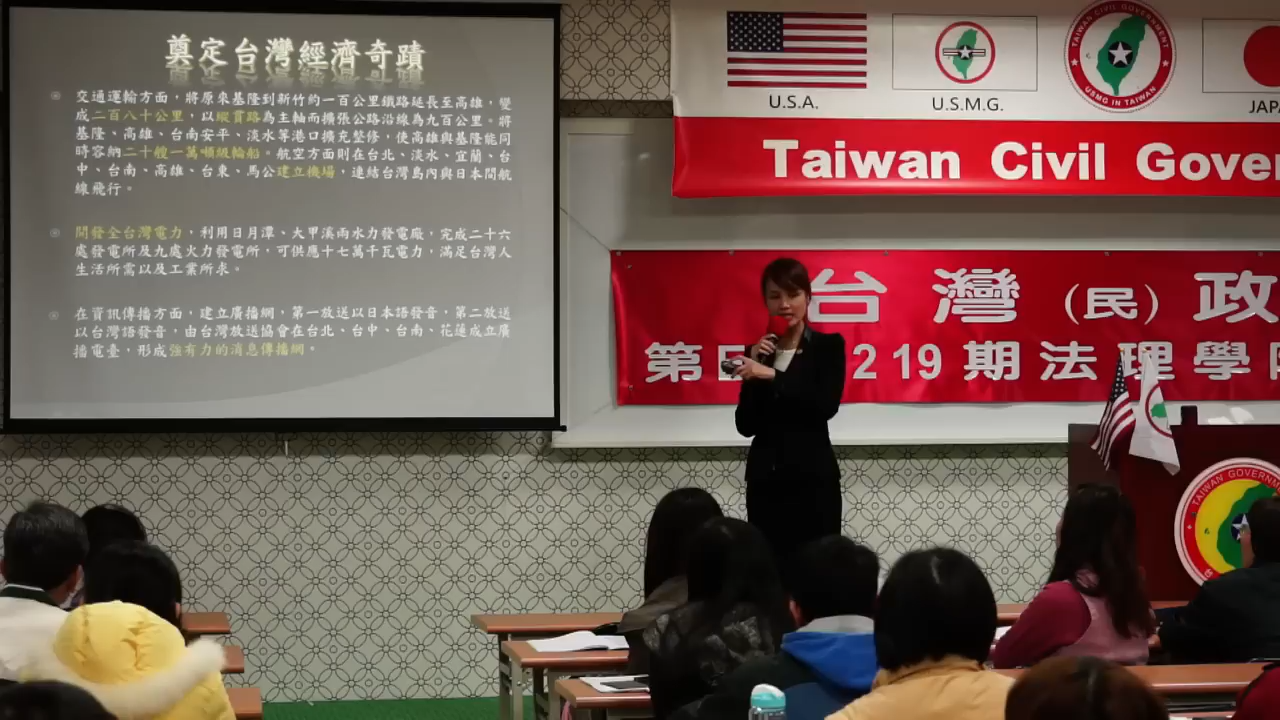 奠定台灣經濟奇蹟
交通運輸方面，將原來基隆到新竹約一百公里鐵路延長至高雄，變
成二百八十公里，以縱貫路為主軸而擴張公路沿線為九百公里。將
基隆、高雄、台南安平、淡水等港口擴充整修，使高雄與基隆能同
時容納二十艘一萬噸級輪船。航空方面則在台北、淡水、宜蘭、台
中、台南、高雄、台東、馬公建立機場，連結台灣島內與日本間航
線飛行。
開發全台灣電力，利用日月潭、大甲溪兩水力發電廠，完成二十六
處發電所及九處火力發電所，可供應十七萬千瓦電力，滿足台灣人
生活所需以及工業所求。
在資訊傳播方面，建立廣播網，第一放送以日本語發音，第二放送
以台灣語發音，由台灣放送協會在台北、台中、台南、花蓮成立廣
播電臺，形成強有力的消息傳播網。
U.S.A.
U.S.M.G.
TAIWAN CIVIL GOVERNMENT
USMG IN TAIWAN
JAPA
Taiwan Civil Gover
台灣(民)政
第 219期法理學
TAIWAN GOVERNM